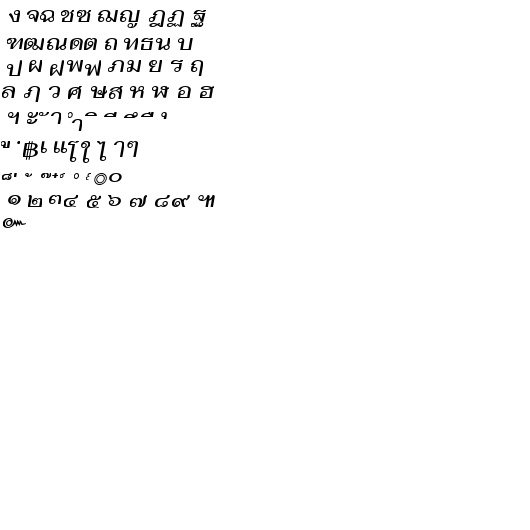 ง จ ฉ ช ซ ฌ ญ ฎ ฏ ฐ
ฑ ฒ ณ ด ต ถ ท ธ น บ
ป ผ ฝ พ ฟ ภ ม ย ร ฤ
ล ฦ ว ศ ษ ส ห ฬ อ ฮ
ฯ ะ ั า ำ ิ ี ึ ื ุ
ู ฺ ฿ เ แ โ ใ ไ ๅ ๆ
็ ่ ้ ๊ ๋ ์ ํ ๎ ๏ ๐
๑ ๒ ๓ ๔ ๕ ๖ ๗ ๘ ๙ ๚
๛